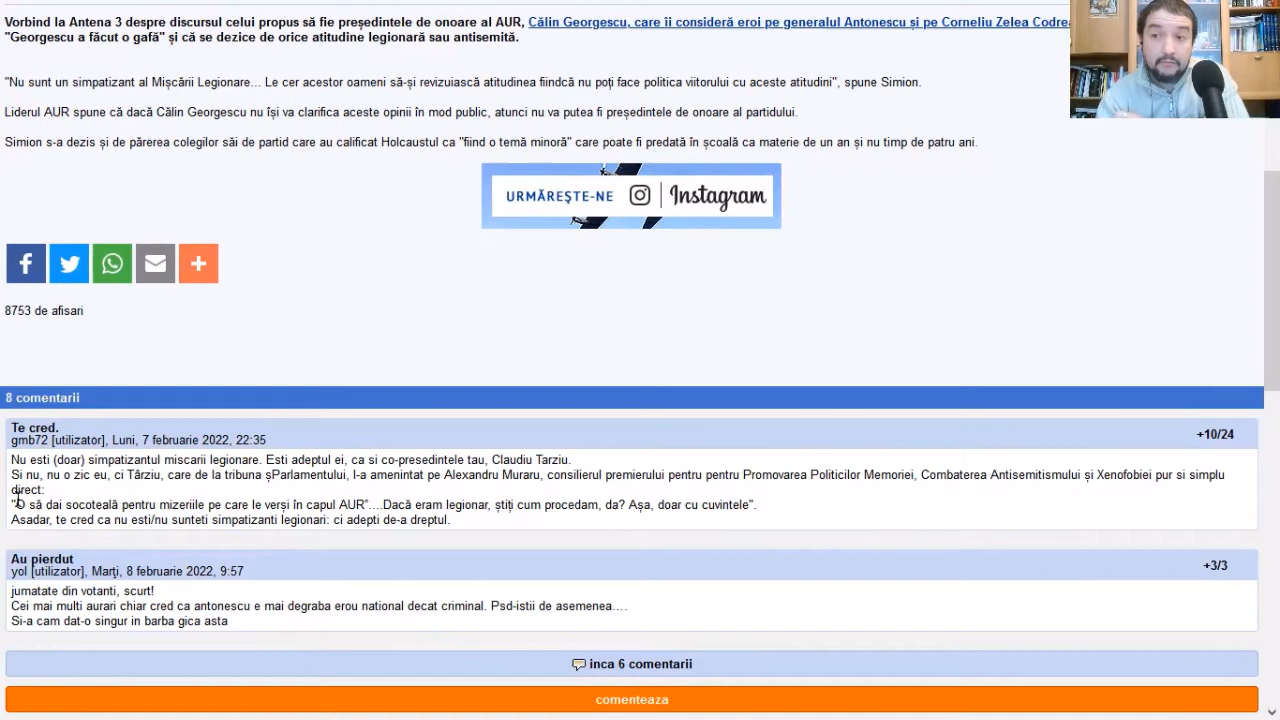 Vorbind la Antena 3 despre discursul celui propus să fie președintele de onoare al AUR, Călin Georgescu, care îi consideră eroi pe generalul Antonescu și pe Corneliu Zelea
"Georgescu a făcut o gafă" și că se dezice de orice atitudine legionară sau antisemită.
"Nu sunt un simpatizant al Mișcării Legionare... Le cer acestor oameni să-și revizuiască atitudinea fiindcă nu poți face politica viitorului cu aceste atitudini", spune Simion.
Liderul AUR spune că dacă Călin Georgescu nu își va clarifica aceste opinii în mod public, atunci nu va putea fi președintele de onoare al partidului.
Simion s-a dezis și de părerea colegilor săi de partid care au calificat Holcaustul ca "fiind o temă minoră" care poate fi predată în școală ca materie de un an și nu timp de patru ani.
URMĂREȘTE-NE Instagram
8753 de afisari
8 comentarii
Te cred.
gmb72 [utilizator], Luni, 7 februarie 2022, 22:35
+10/24
Nu esti (doar) simpatizantul miscarii legionare. Esti adeptul ei, ca si co-presedintele tau, Claudiu Tarziu.
Si nu, nu o zic eu, ci Târziu, care de la tribuna șParlamentului, l-a amenintat pe Alexandru Muraru, consilierul premierului pentru pentru Promovarea Politicilor Memoriei, Combaterea Antisemitismului și Xenofobiei pur si simplu
direct:
"O să dai socoteală pentru mizeriile pe care le verși în capul AUR"....Dacă eram legionar, știți cum procedam, da? Așa, doar cu cuvintele".
Asadar, te cred ca nu esti/nu sunteti simpatizanti legionari: ci adepti de-a dreptul.
Au pierdut
yol [utilizator], Marţi, 8 februarie 2022, 9:57
+3/3
jumatate din votanti, scurt!
Cei mai multi aurari chiar cred ca antonescu e mai degraba erou national decat criminal. Psd-istii de asemenea....
Si-a cam dat-o singur in barba gica asta
inca 6 comentarii
comenteaza